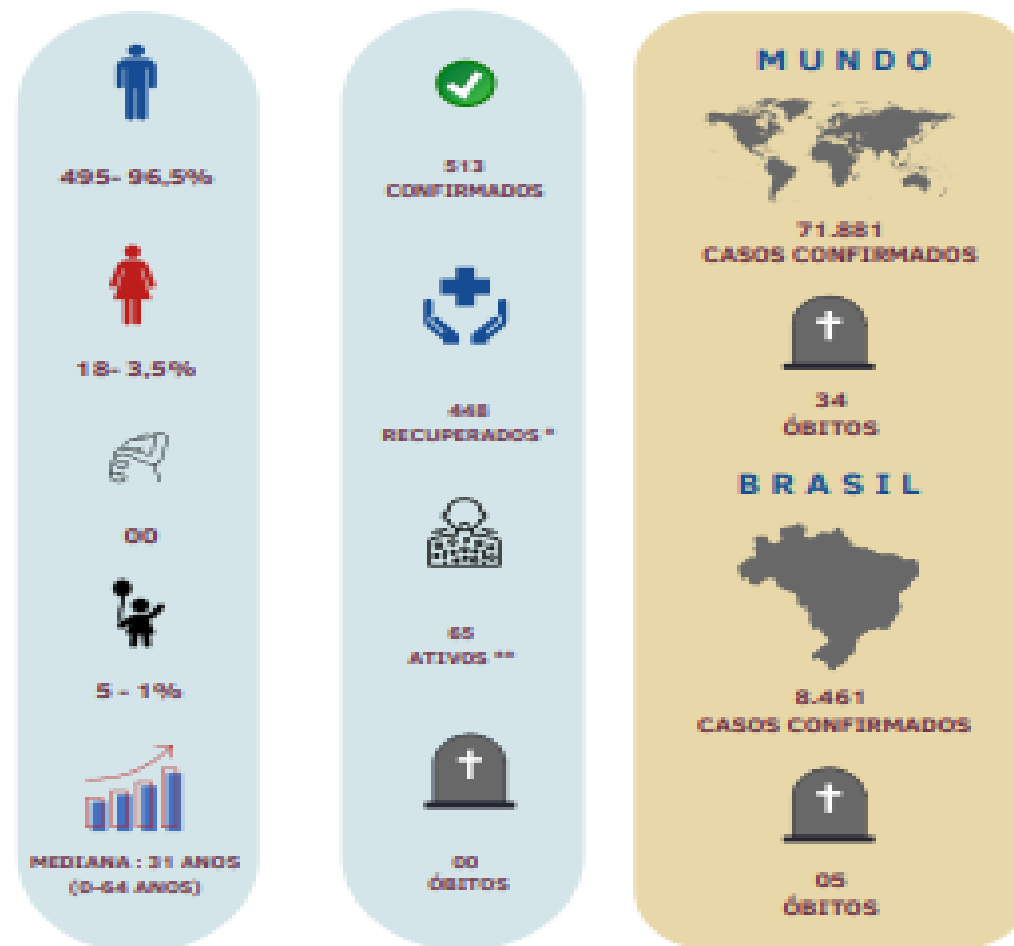 495- 96,5%
18- 3,5%
00
5 - 1%
MEDIANA : 31 ANOS
(0-64 ANOS)
513
CONFIRMADOS
448
RECUPERADOS *
65
ATIVOS **
00
ÓBITOS
MUNDO
71.881
CASOS CONFIRMADOS
34
ÓBITOS
BRASIL
8.461
CASOS CONFIRMADOS
05
ÓBITOS